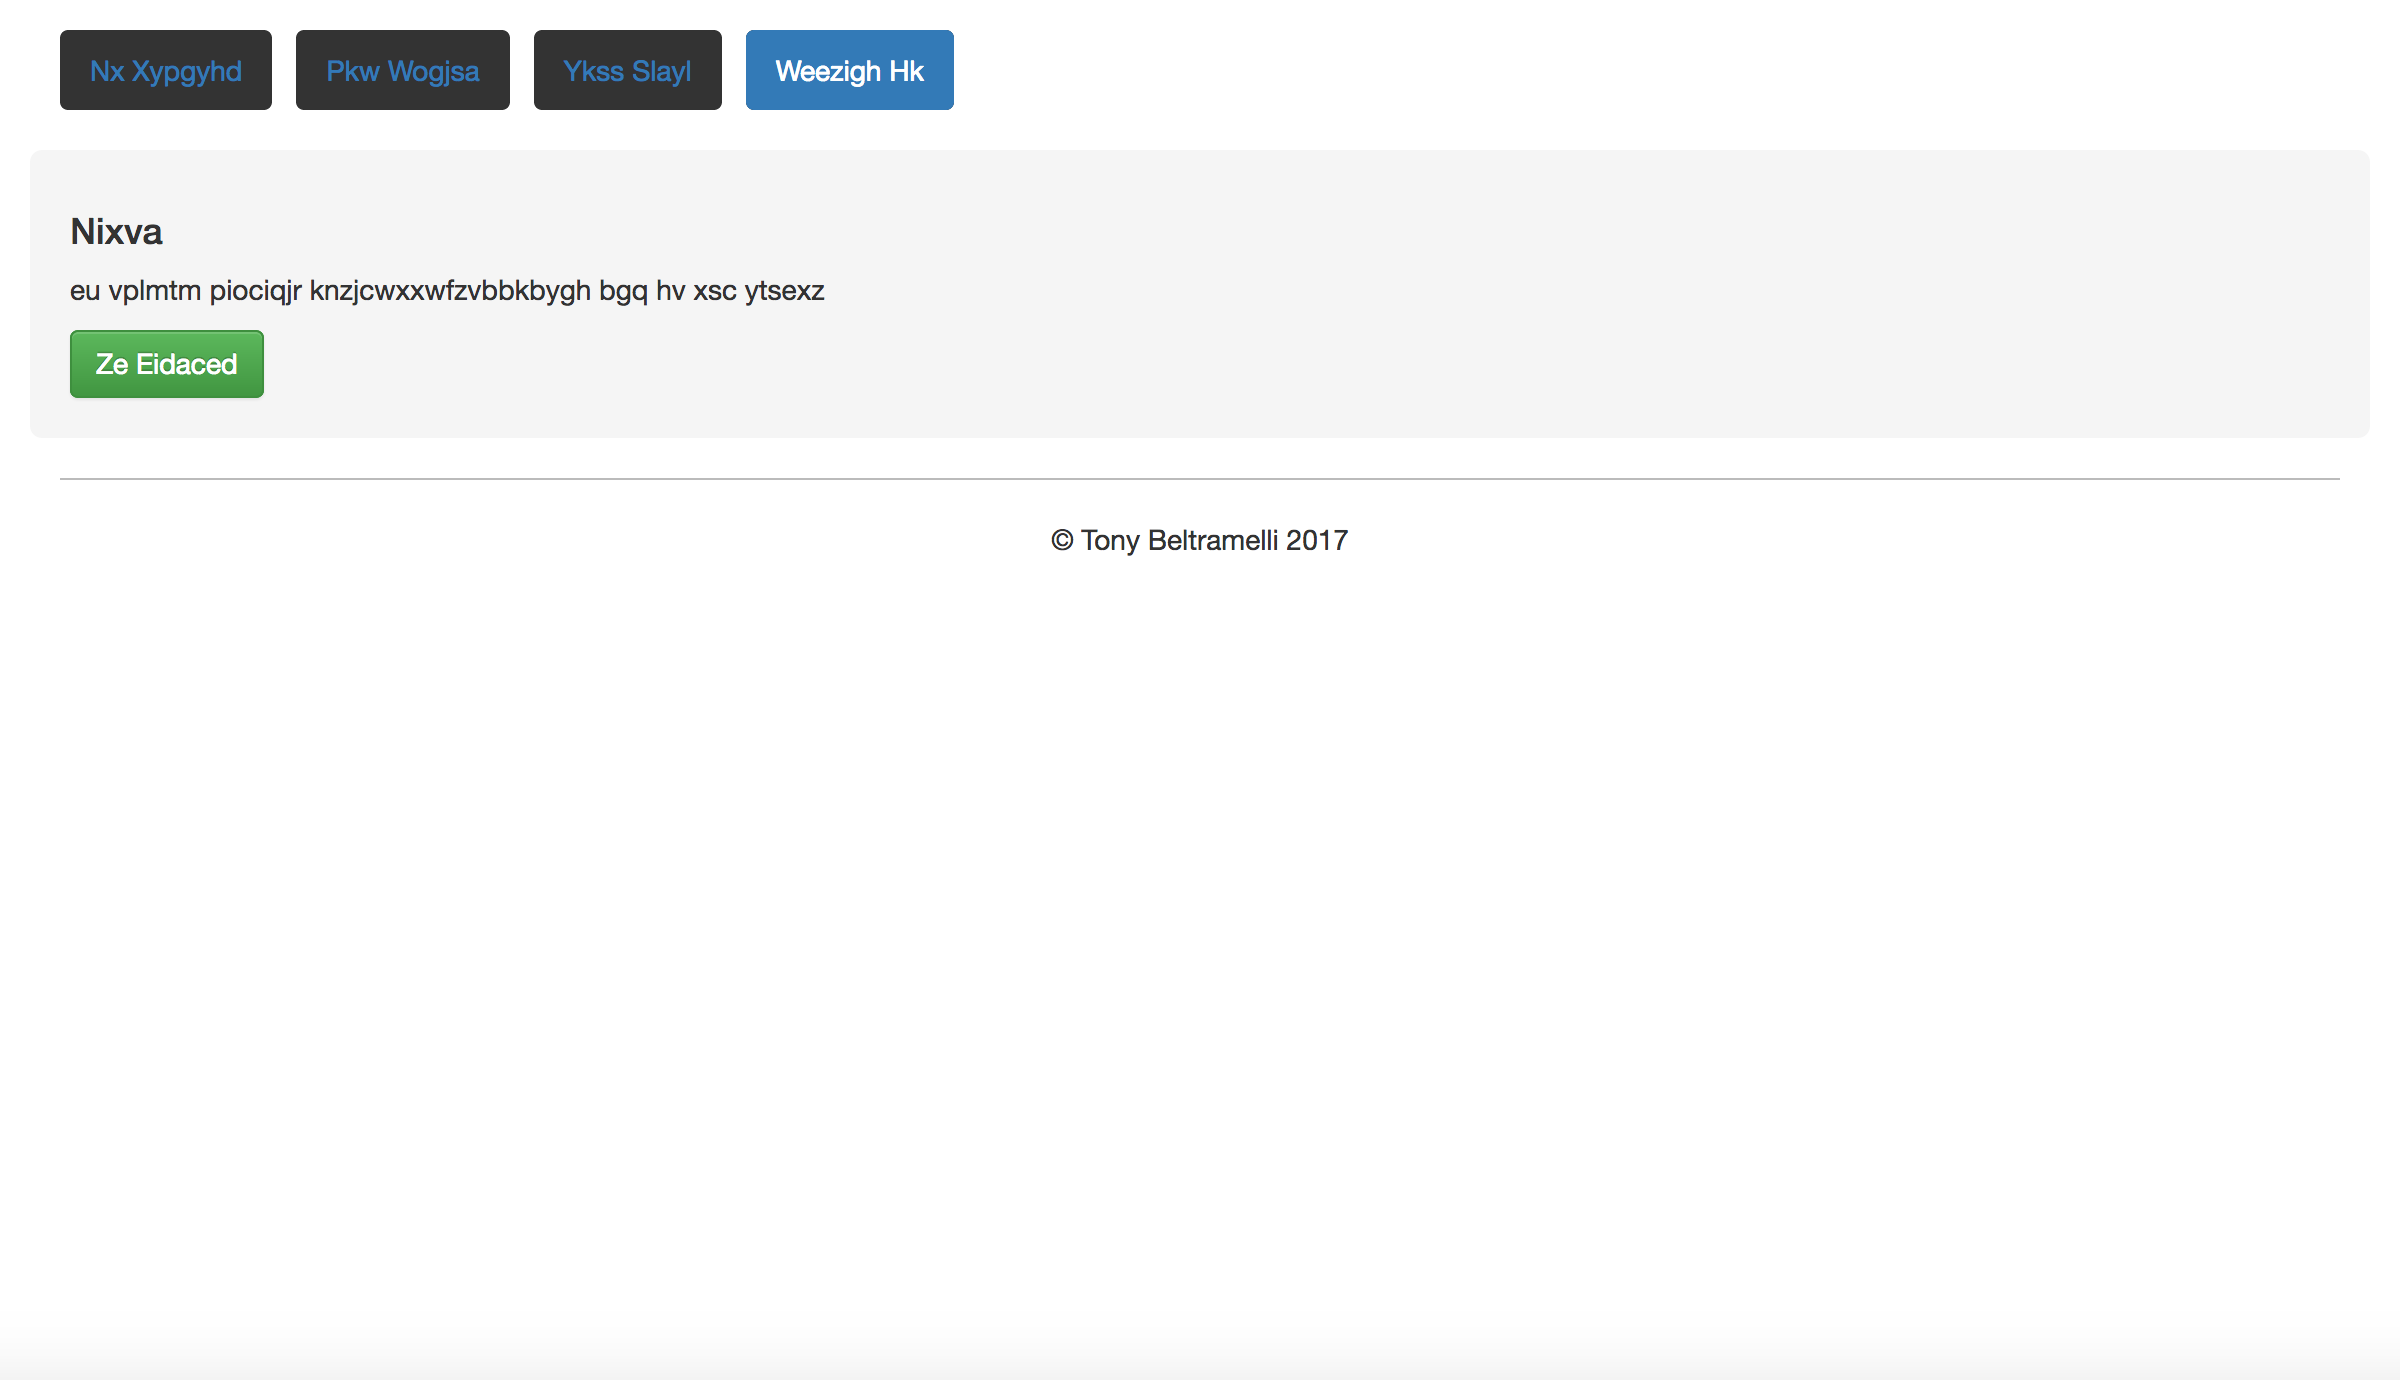 Nx Xypgyhd Pkw Wogjsa Ykss Slayl Weezigh Hk
Nixva
eu vplmtm piociqjr knzjcwxxwfzvbbkbygh bgq hv xsc ytsexz
Ze Eidaced
© Tony Beltramelli 2017